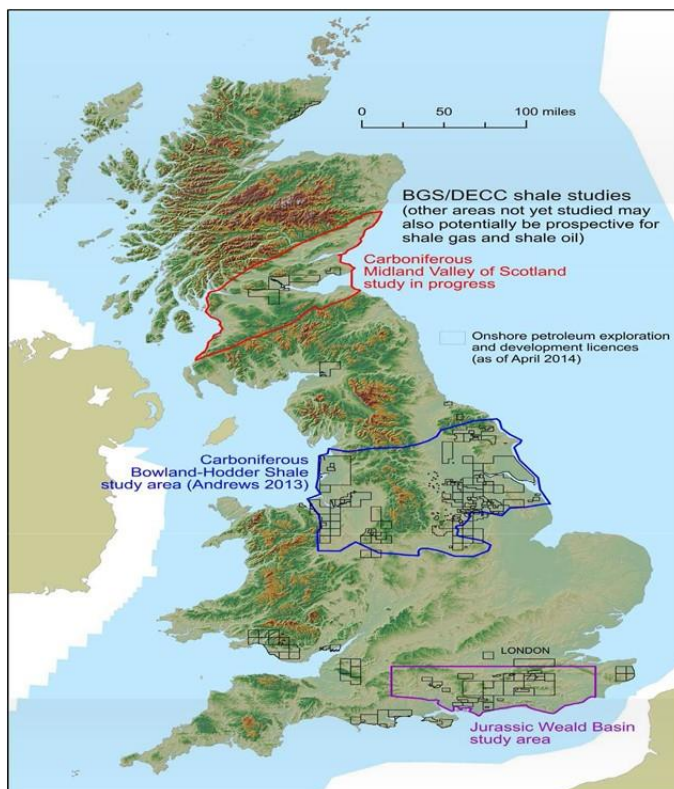 0 50 100 miles
BGS/DECC shale studies
(other areas not yet studied may
also potentially be prospective for
shale gas and shale oil)
Carboniferous
Midland Valley of Scotland
study in progress
Onshore petroleum exploration
and development licences
(as of April 2014)
Carboniferous
Bowland-Hodder Shale
study area (Andrews 2013)
LONDON
Jurassic Weald Basin
study area